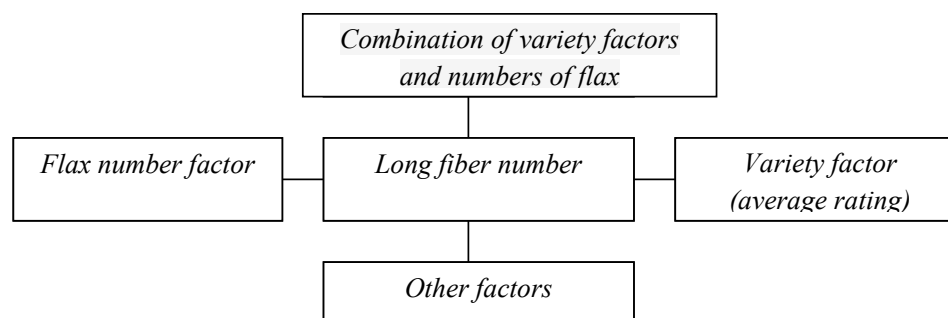 Combination of variety factors
and numbers of flax
Flax number factor
Long fiber number
Variety factor
(average rating)
Other factors